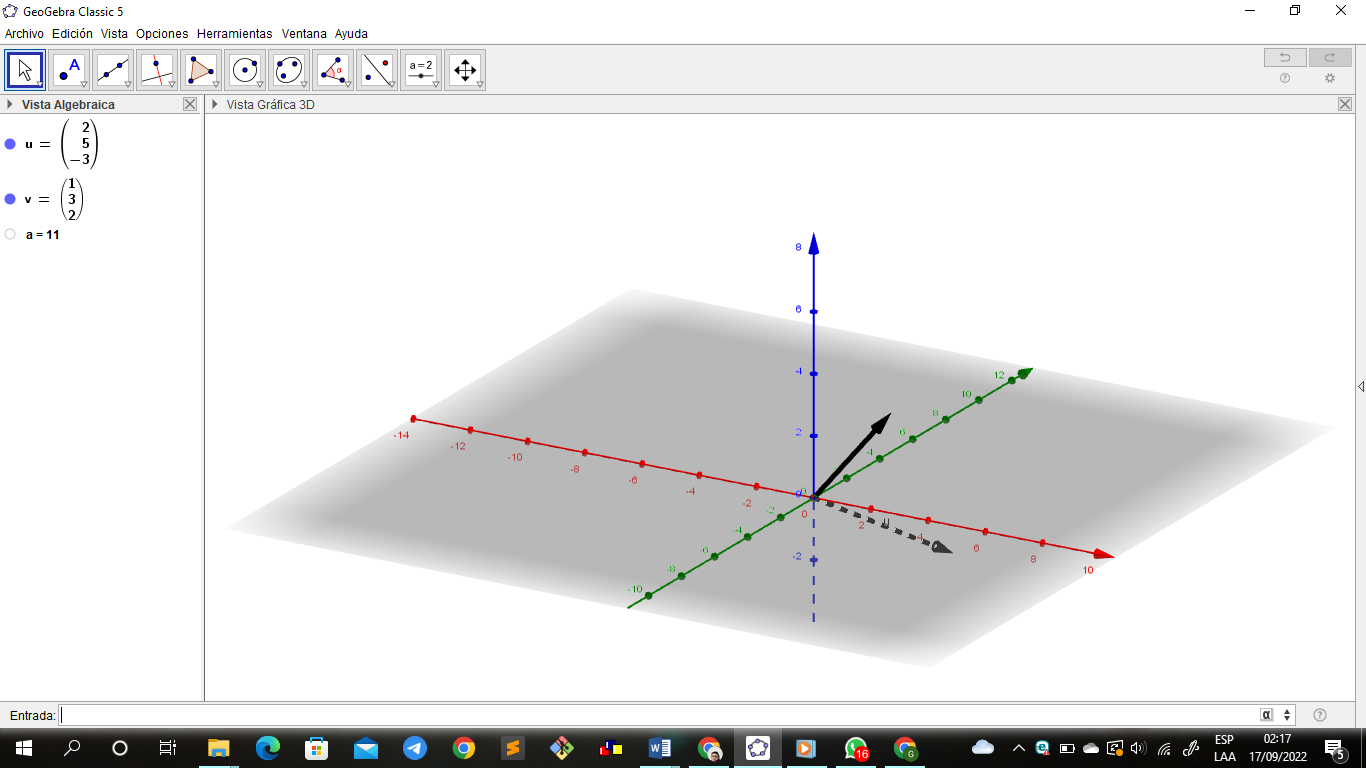 GeoGebra Classic 5
Archivo Edición Vista Opciones Herramientas Ventana Ayuda
A α a = 2
Vista Algebraica
Vista Gráfica 3D
u = ( 2 5 −3 )
v = ( 1 3 2 )
a = 11
8
6
-4
2
0
-2
-14 -12 -10 -8 -6 -4 -2 0 2 4 6 8 10
-10 -8 -6 -4 -2 0 4 6 8 10 12
u
Entrada: α
16
G
ESP
LAA
02:17
17/09/2022
5